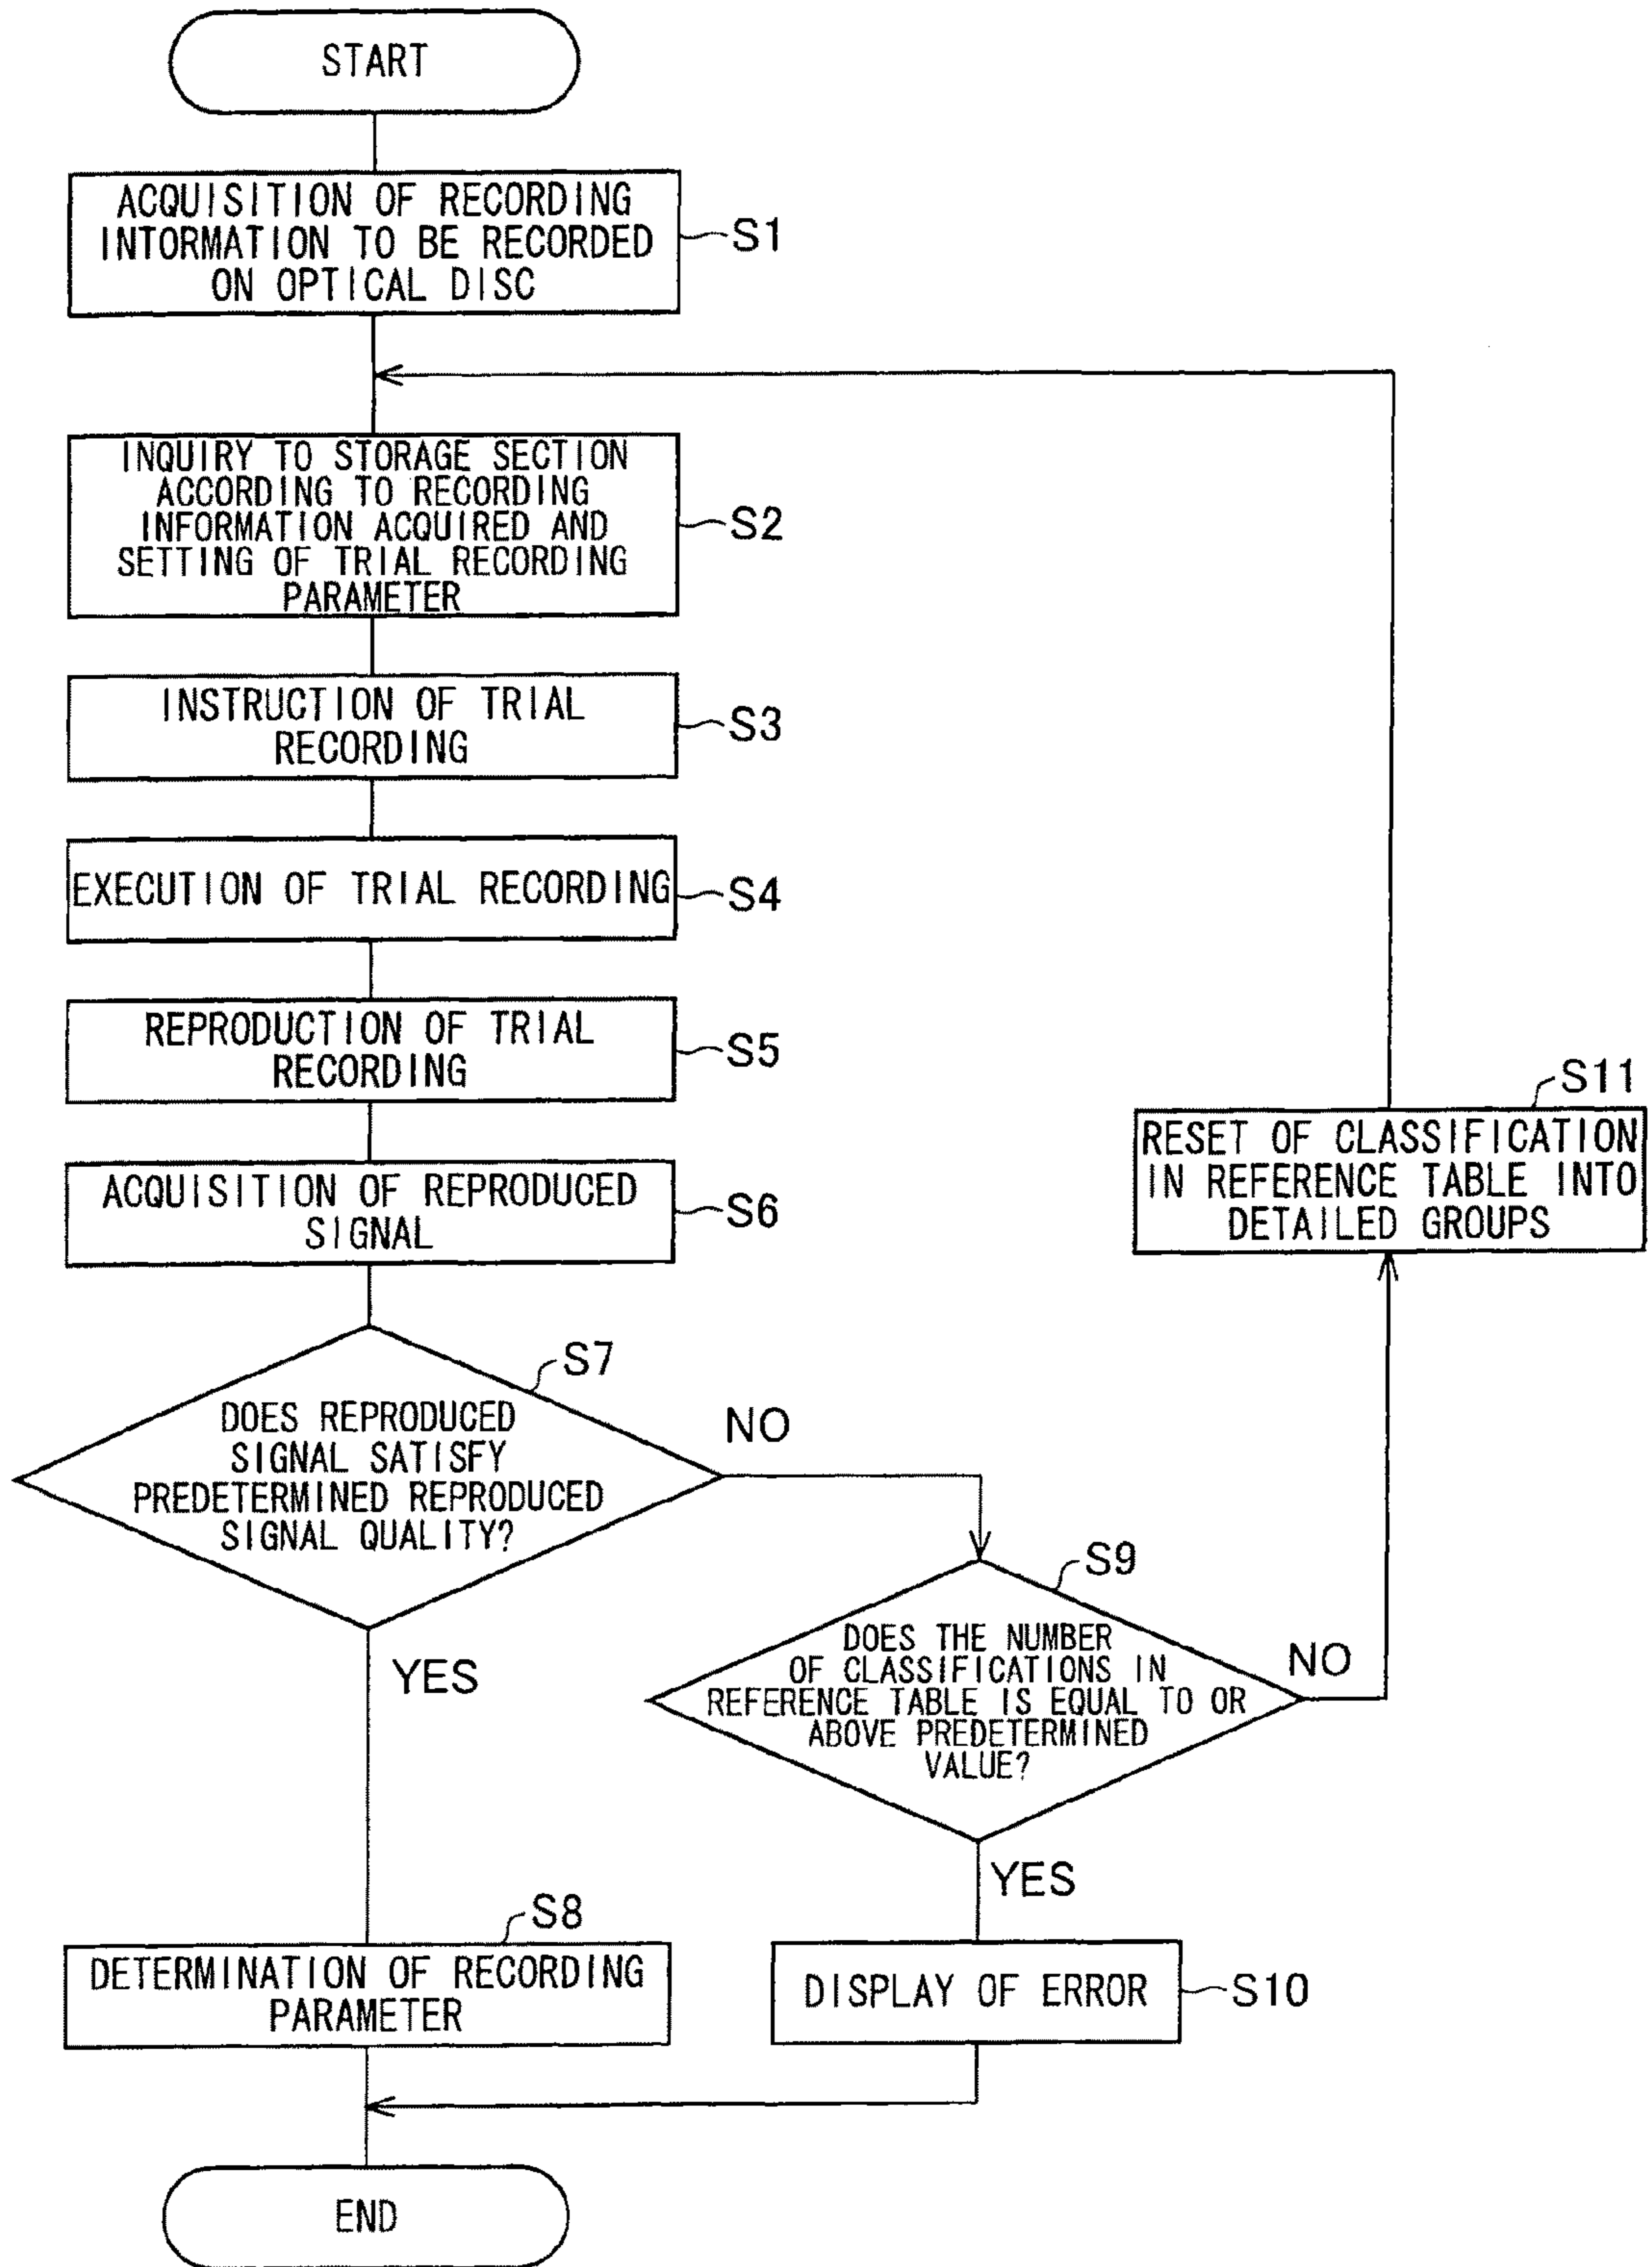 START
ACQUISITION OF RECORDING
INTORMATION TO BE RECORDED
ON OPTICAL DISC
S1
INQUIRY TO STORAGE SECTION
ACCORDING TO RECORDING
INFORMATION ACQUIRED AND
SETTING OF TRIAL RECORDING
PARAMETER
S2
INSTRUCTION OF TRIAL
RECORDING
S3
EXECUTION OF TRIAL RECORDING
S4
REPRODUCTION OF TRIAL
RECORDING
S5
ACQUISITION OF REPRODUCED
SIGNAL
S6
S7
DOES REPRODUCED
SIGNAL SATISFY
PREDETERMINED REPRODUCED
SIGNAL QUALITY?
NO
YES
S8
DETERMINATION OF RECORDING
PARAMETER
S9
DOES THE NUMBER
OF CLASSIFICATIONS IN
REFERENCE TABLE IS EQUAL TO OR
ABOVE PREDETERMINED
VALUE?
NO
YES
DISPLAY OF ERROR
S10
S11
RESET OF CLASSIFICATION
IN REFERENCE TABLE INTO
DETAILED GROUPS
END